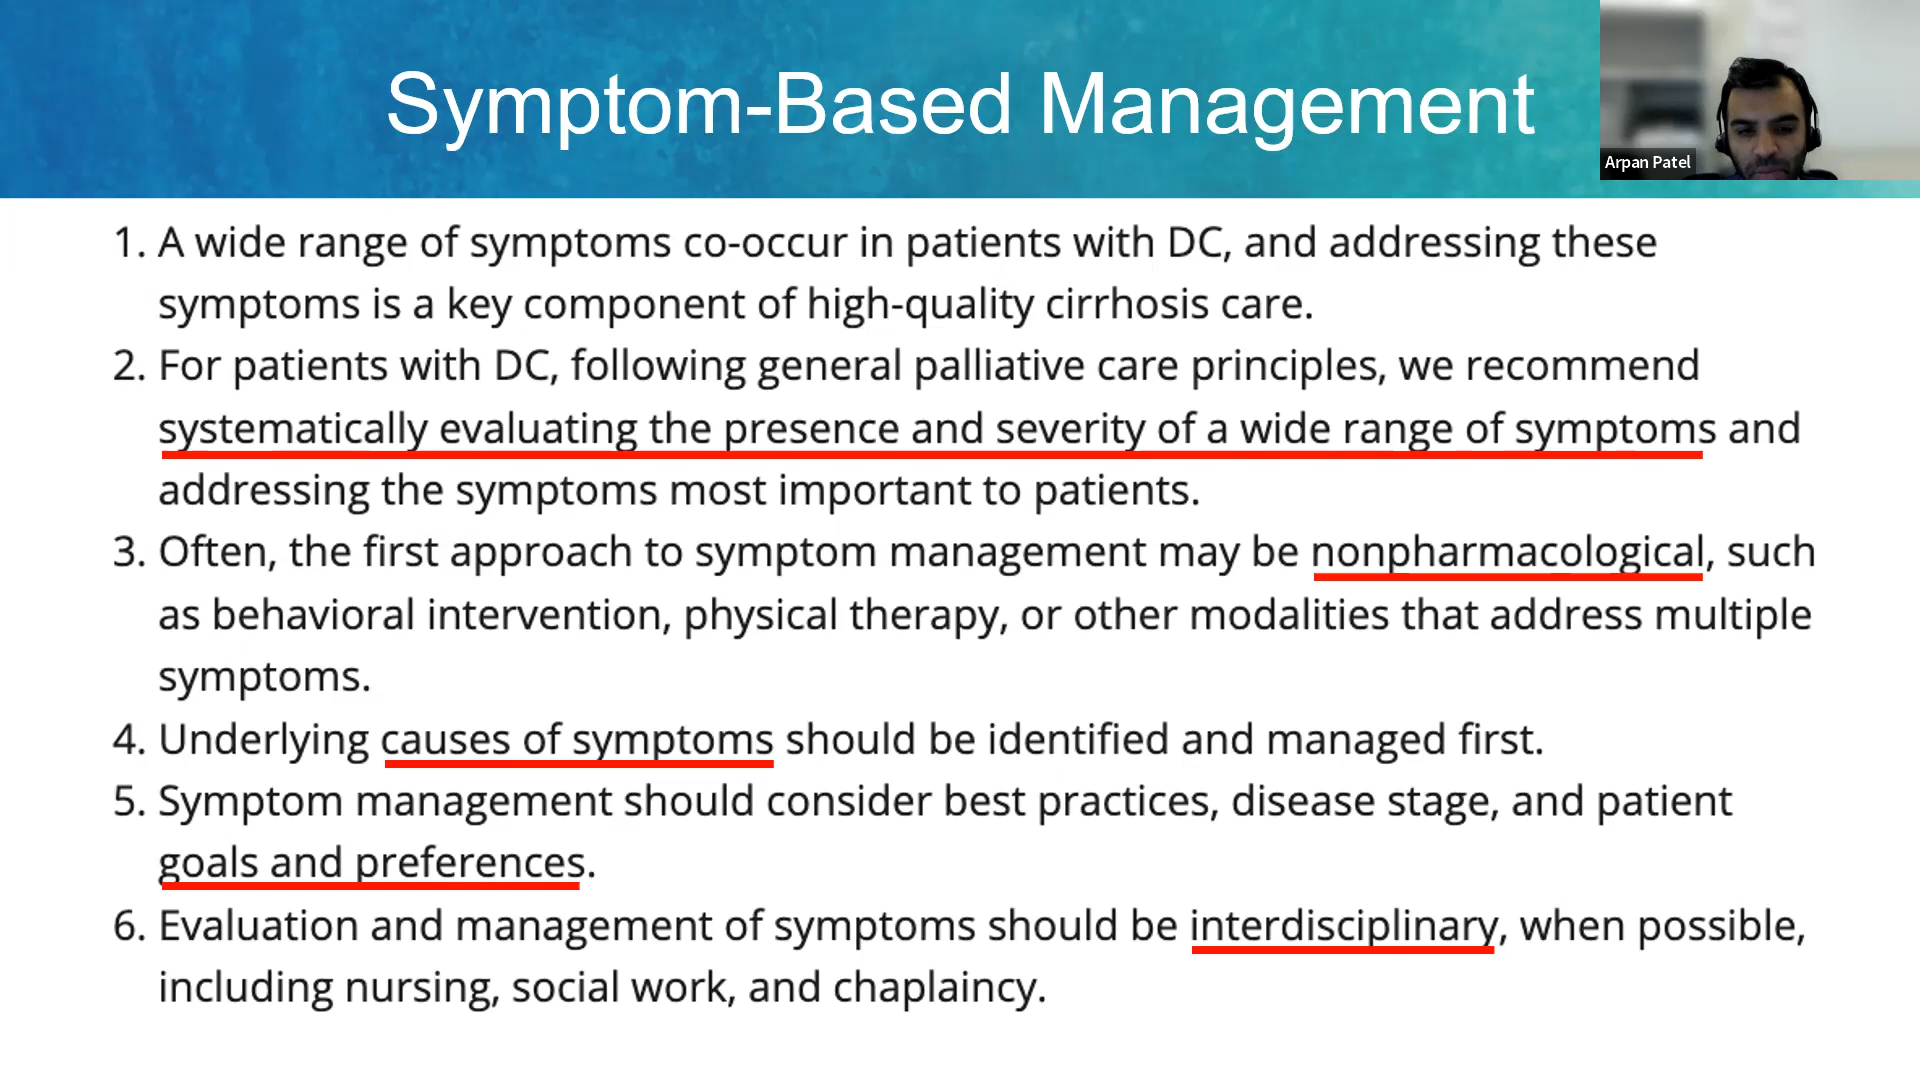 Symptom-Based Management
Arpan Patel
1. A wide range of symptoms co-occur in patients with DC, and addressing these
symptoms is a key component of high-quality cirrhosis care.
2. For patients with DC, following general palliative care principles, we recommend
systematically evaluating the presence and severity of a wide range of symptoms and
addressing the symptoms most important to patients.
3. Often, the first approach to symptom management may be nonpharmacological, such
as behavioral intervention, physical therapy, or other modalities that address multiple
symptoms.
4. Underlying causes of symptoms should be identified and managed first.
5. Symptom management should consider best practices, disease stage, and patient
goals and preferences.
6. Evaluation and management of symptoms should be interdisciplinary, when possible,
including nursing, social work, and chaplaincy.